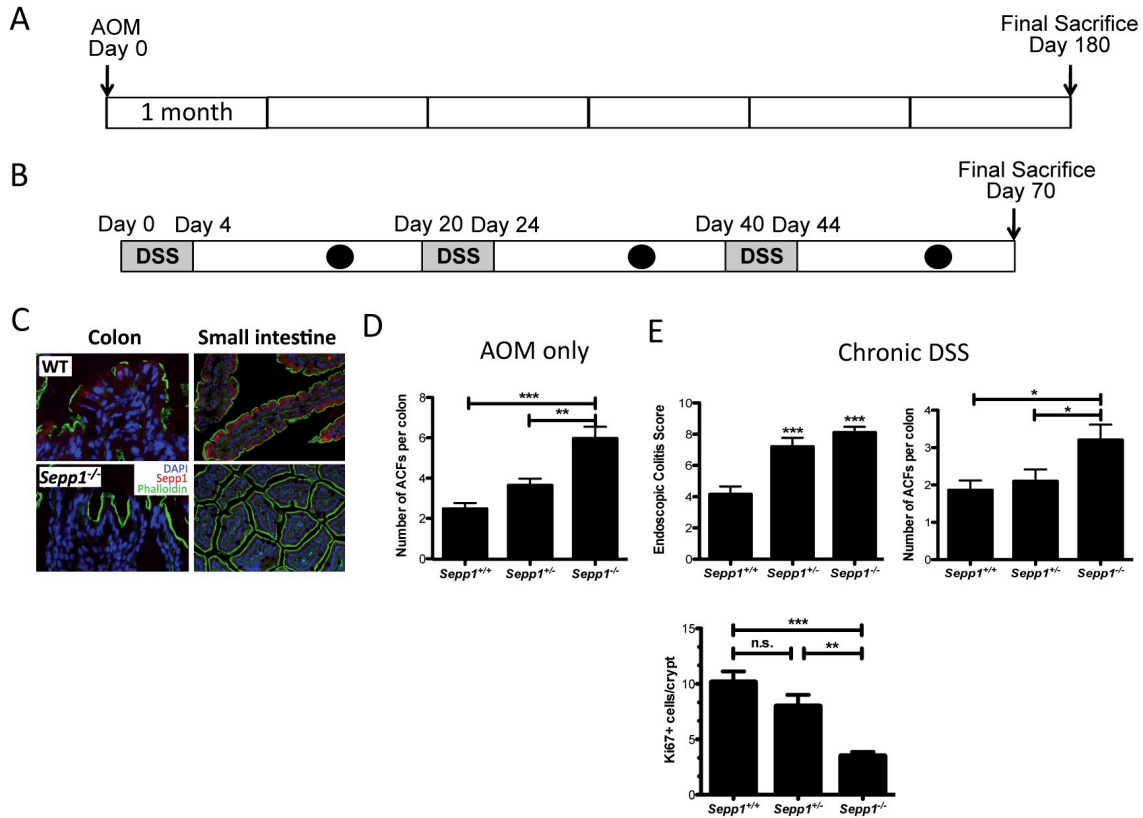 A
AOM
Day 0
Final Sacrifice
Day 180
1 month
B
Final Sacrifice
Day 70
Day 0 Day 4 Day 20 Day 24 Day 40 Day 44
DSS DSS DSS
C
Colon Small intestine
WT
Sepp1-/-
DAPI
Sepp1
Phalloidin
D
AOM only
Number of ACFs per colon
8
6
4
2
0
***
**
Sepp1+/+ Sepp1+/- Sepp1-/-
E
Chronic DSS
Endoscopic Colitis Score
10
8
6
4
2
0
*** ***
Sepp1+/+ Sepp1+/- Sepp1-/-
Number of ACFs per colon
4
3
2
1
0
*
*
Sepp1+/+ Sepp1+/- Sepp1-/-
Ki67+ cells/crypt
15
10
5
0
***
n.s. **
Sepp1+/+ Sepp1+/- Sepp1-/-